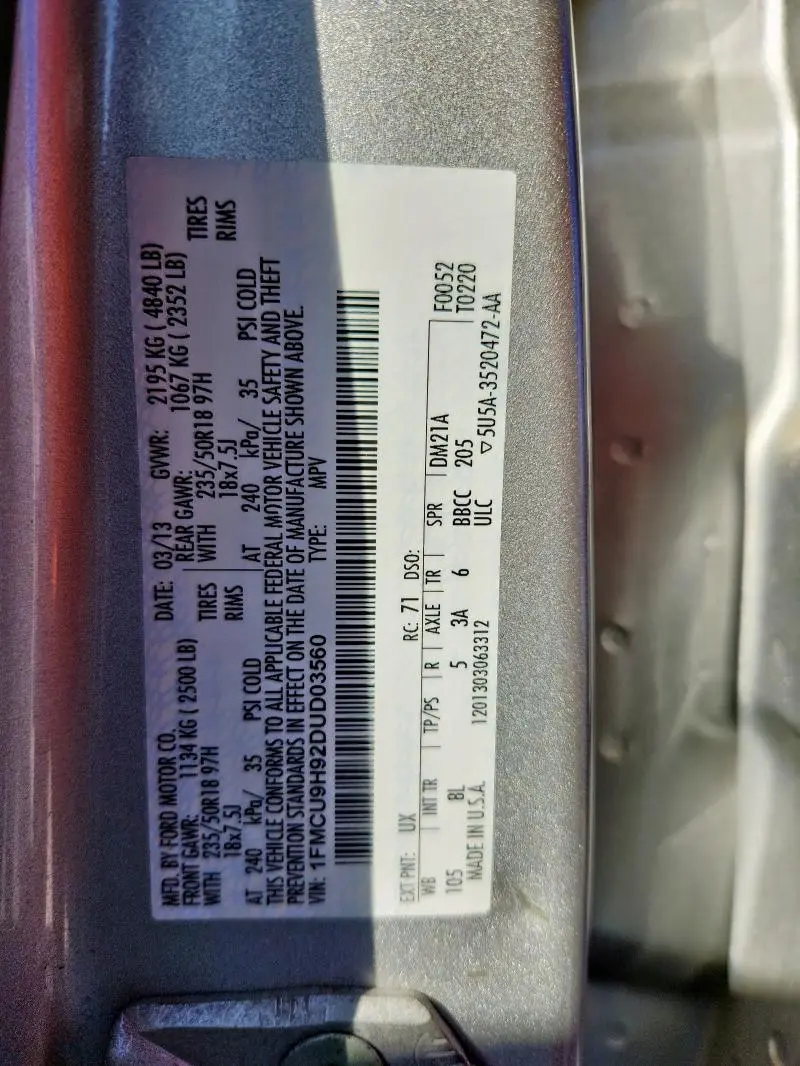 MFD. BY FORD MOTOR CO.
DATE: 03/13 GVWR: 2195 KG ( 4840 LB)
FRONT GAWR: 1134 KG ( 2500 LB) REAR GAWR: 1067 KG ( 2352 LB)
WITH 235/50R18 97H TIRES WITH 235/50R18 97H TIRES
18x7.5J RIMS 18x7.5J RIMS
AT 240 kPa/ 35 PSI COLD AT 240 kPa/ 35 PSI COLD
THIS VEHICLE CONFORMS TO ALL APPLICABLE FEDERAL MOTOR VEHICLE SAFETY AND THEFT
PREVENTION STANDARDS IN EFFECT ON THE DATE OF MANUFACTURE SHOWN ABOVE.
VIN: 1FMCU9H92DUD03560 TYPE: MPV
EXT PNT: UX RC: 71 DSO: F0052
WB INT TR TP/PS R AXLE TR SPR DM21A T0220
105 BL 5 3A 6 BBCC 205
MADE IN U.S.A. 1201303063312 ULC ▽5U5A-3520472-AA